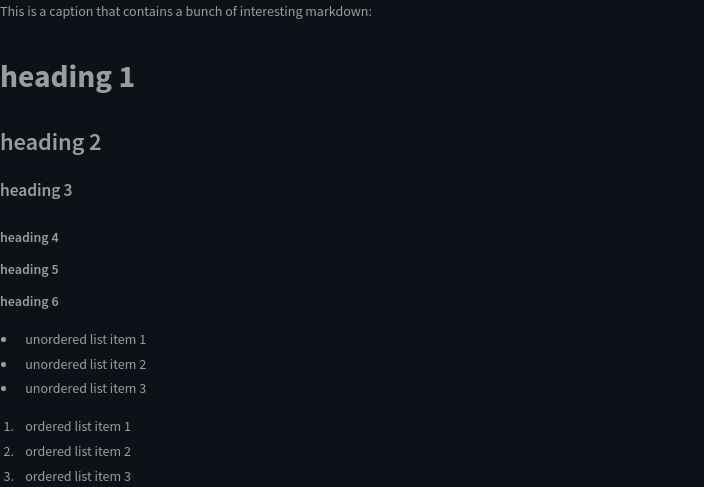 This is a caption that contains a bunch of interesting markdown:
heading 1
heading 2
heading 3
heading 4
heading 5
heading 6
• unordered list item 1
• unordered list item 2
• unordered list item 3
1. ordered list item 1
2. ordered list item 2
3. ordered list item 3